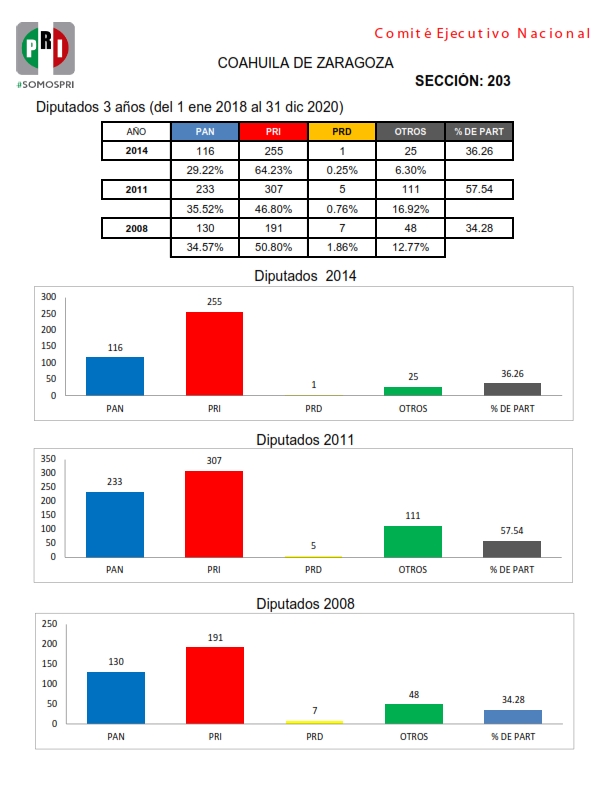 Comité Ejecutivo Nacional
PRI
#SOMOSPRI
COAHUILA DE ZARAGOZA
SECCIÓN: 203
Diputados 3 años (del 1 ene 2018 al 31 dic 2020)
AÑO PAN PRI PRD OTROS % DE PART
2014 116 255 1 25 36.26
29.22% 64.23% 0.25% 6.30%
2011 233 307 5 111 57.54
35.52% 46.80% 0.76% 16.92%
2008 130 191 7 48 34.28
34.57% 50.80% 1.86% 12.77%
Diputados 2014
300
250
200
150
100
50
0
116 255 1 25 36.26
PAN PRI PRD OTROS % DE PART
Diputados 2011
350
300
250
200
150
100
50
0
233 307 5 111 57.54
PAN PRI PRD OTROS % DE PART
Diputados 2008
250
200
150
100
50
0
130 191 7 48 34.28
PAN PRI PRD OTROS % DE PART